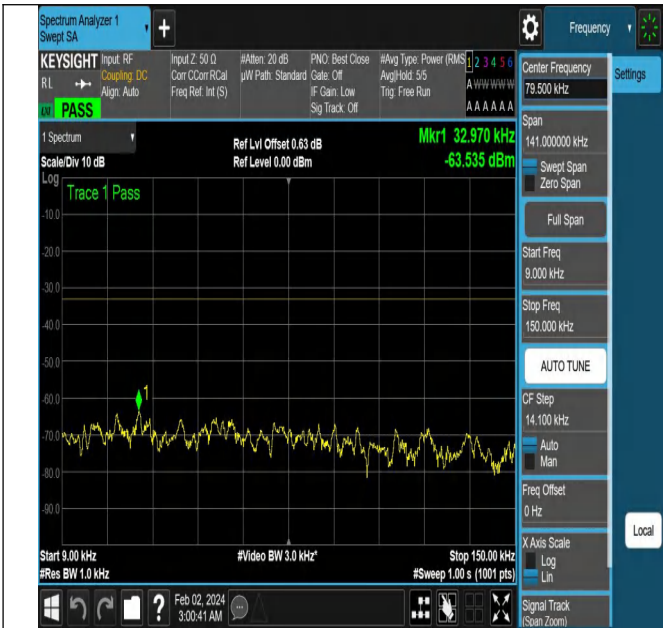 Spectrum Analyzer 1
Swept SA
Frequency
KEYSIGHT
RL
PASS
Input: RF
Coupling: DC
Align: Auto
Input Z: 50 Ω
Corr CCorr RCal
Freq Ref: Int (S)
#Atten: 20 dB
µW Path: Standard
PNO: Best Close
Gate: Off
IF Gain: Low
Sig Track: Off
#Avg Type: Power (RMS
Avg|Hold: 5/5
Trig: Free Run
1 2 3 4 5 6
A W W W W W
A A A A A A
1 Spectrum
Scale/Div 10 dB
Log
Ref Lvl Offset 0.63 dB
Ref Level 0.00 dBm
Mkr1 32.970 kHz
-63.535 dBm
Trace 1 Pass
-10.0
-20.0
-30.0
-40.0
-50.0
-60.0
-70.0
-80.0
-90.0
1
Start 9.00 kHz
#Res BW 1.0 kHz
#Video BW 3.0 kHz*
Stop 150.00 kHz
#Sweep 1.00 s (1001 pts)
Feb 02, 2024
3:00:41 AM
Center Frequency
79.500 kHz
Settings
Span
141.000000 kHz
Swept Span
Zero Span
Full Span
Start Freq
9.000 kHz
Stop Freq
150.000 kHz
AUTO TUNE
CF Step
14.100 kHz
Auto
Man
Freq Offset
0 Hz
X Axis Scale
Log
Lin
Local
Signal Track
(Span Zoom)